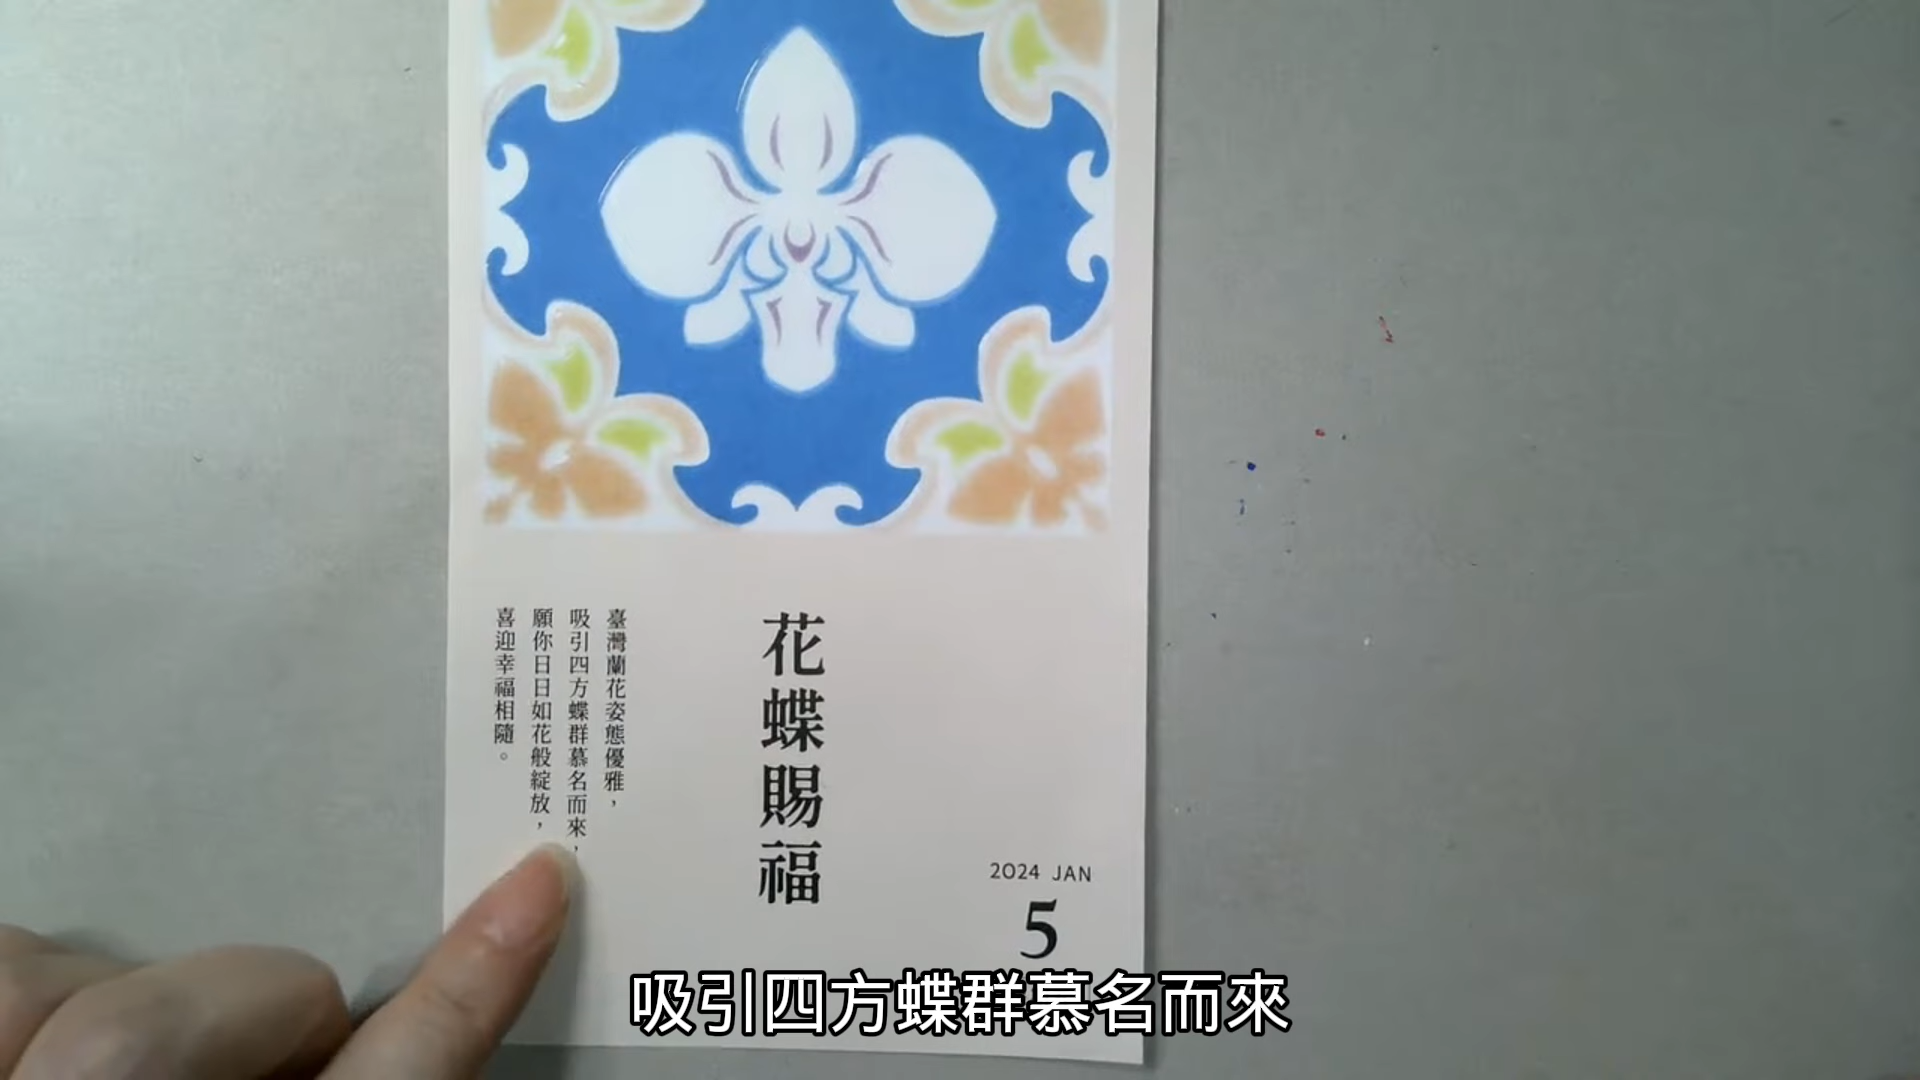 花蝶賜福
臺灣蘭花姿態優雅，
吸引四方蝶群慕名而來，
願你日日如花般綻放，
喜迎幸福相隨。
2024 JAN
5
吸引四方蝶群慕名而來